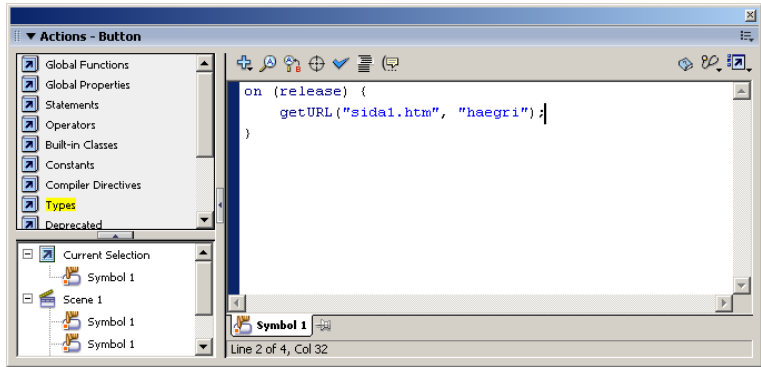 Actions - Button
Global Functions
Global Properties
Statements
Operators
Built-in Classes
Constants
Compiler Directives
Types
Deprecated
Current Selection
Symbol 1
Scene 1
Symbol 1
Symbol 1
on (release) {
getURL("sida1.htm", "haegri");
}
Symbol 1
Line 2 of 4, Col 32